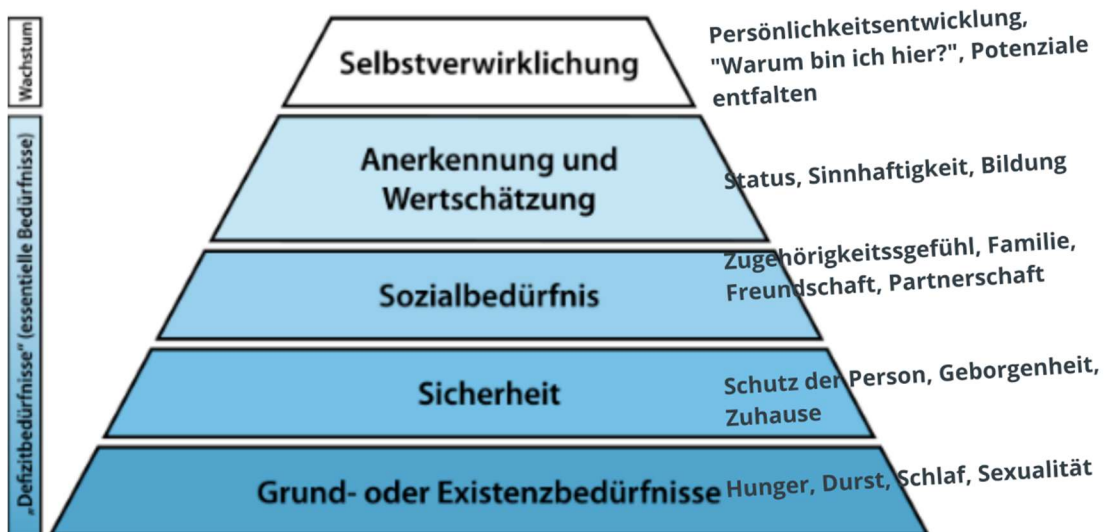 Wachstum
Selbstverwirklichung
Persönlichkeitsentwicklung,
"Warum bin ich hier?", Potenziale
entfalten
„Defizitbedürfnisse“ (essentielle Bedürfnisse)
Anerkennung und
Wertschätzung
Status, Sinnhaftigkeit, Bildung
Sozialbedürfnis
Zugehörigkeitssgefühl, Familie,
Freundschaft, Partnerschaft
Sicherheit
Schutz der Person, Geborgenheit,
Zuhause
Grund- oder Existenzbedürfnisse
Hunger, Durst, Schlaf, Sexualität